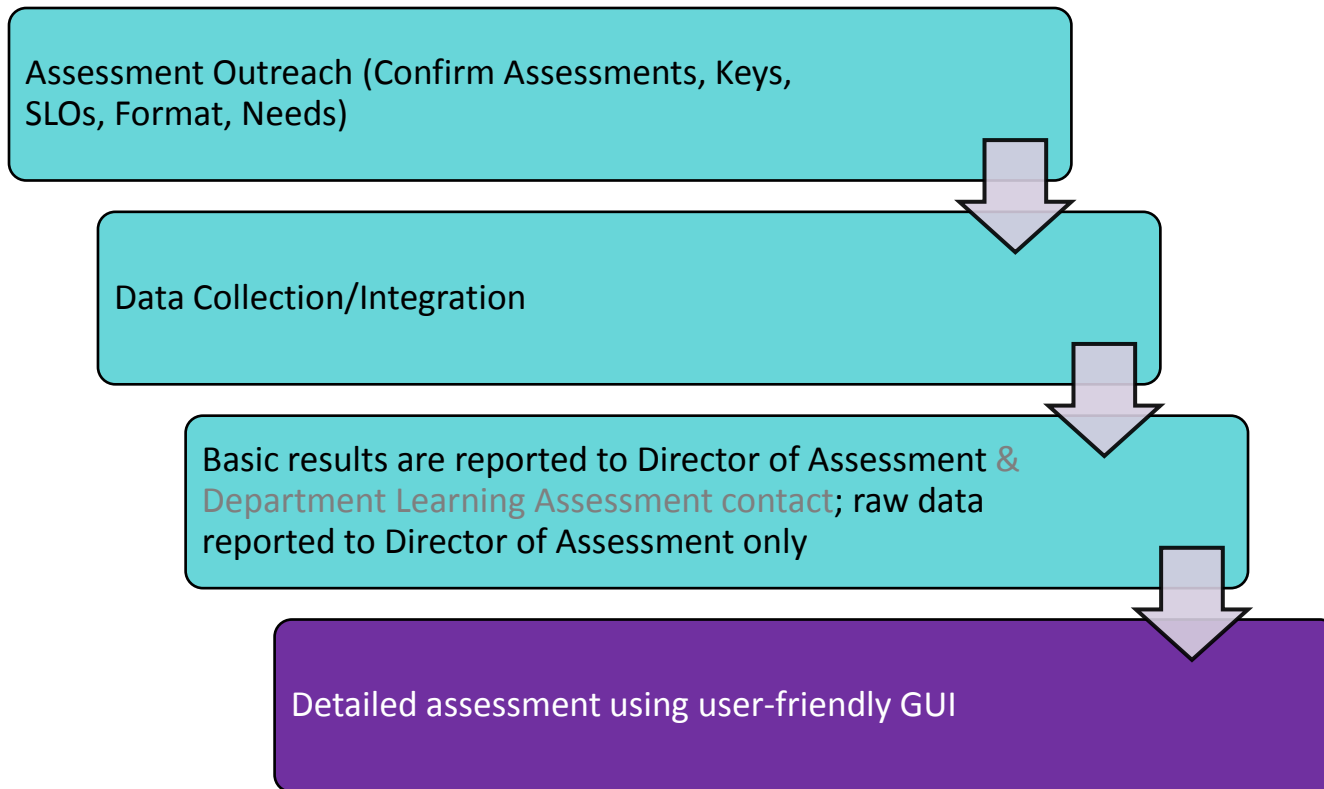 Assessment Outreach (Confirm Assessments, Keys,
SLOs, Format, Needs)
Data Collection/Integration
Basic results are reported to Director of Assessment &
Department Learning Assessment contact; raw data
reported to Director of Assessment only
Detailed assessment using user-friendly GUI